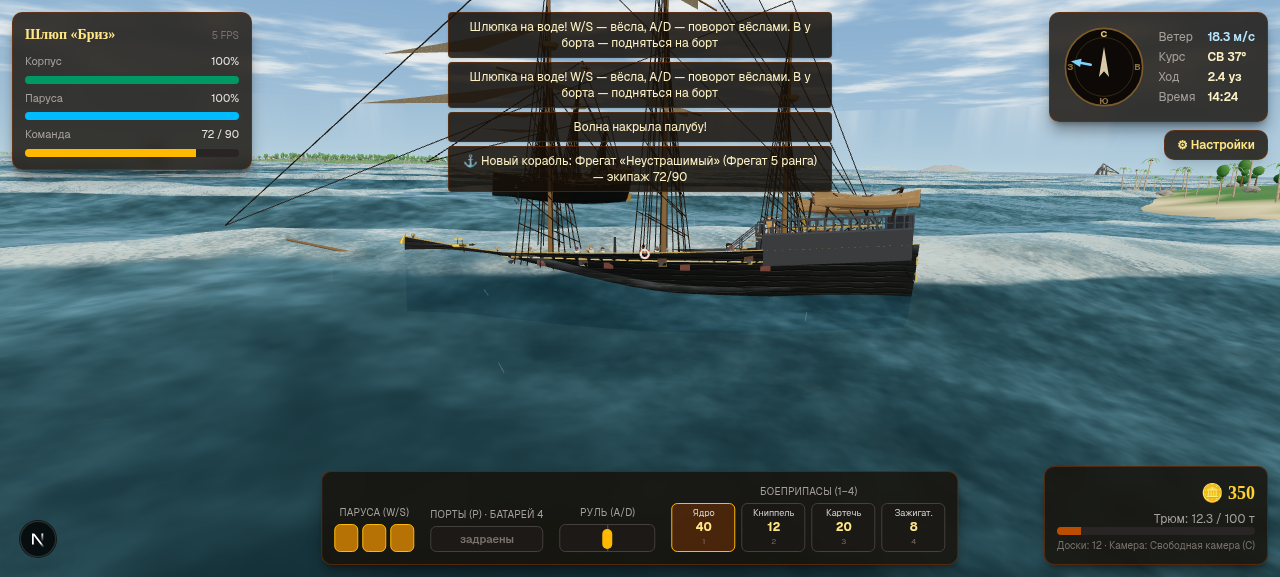 Шлюп «Бриз»
5 FPS
Корпус
100%
Паруса
100%
Команда
72 / 90
Шлюпка на воде! W/S — вёсла, A/D — поворот вёслами. В у
борта — подняться на борт
Шлюпка на воде! W/S — вёсла, A/D — поворот вёслами. В у
борта — подняться на борт
Волна накрыла палубу!
⚓ Новый корабль: Фрегат «Неустрашимый» (Фрегат 5 ранга)
— экипаж 72/90
С
З
В
Ю
Ветер 18.3 м/с
Курс СВ 37°
Ход 2.4 уз
Время 14:24
⚙ Настройки
ПАРУСА (W/S)
ПОРТЫ (P) · БАТАРЕЙ 4
задраены
РУЛЬ (A/D)
БОЕПРИПАСЫ (1–4)
Ядро
40
1
Книппель
12
2
Картечь
20
3
Зажигат.
8
4
350
Трюм: 12.3 / 100 т
Доски: 12 · Камера: Свободная камера (C)
N